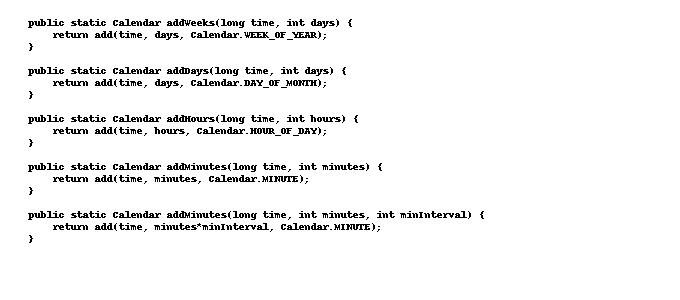 public static Calendar addWeeks(long time, int days) {
    return add(time, days, Calendar.WEEK_OF_YEAR);
}

public static Calendar addDays(long time, int days) {
    return add(time, days, Calendar.DAY_OF_MONTH);
}

public static Calendar addHours(long time, int hours) {
    return add(time, hours, Calendar.HOUR_OF_DAY);
}

public static Calendar addMinutes(long time, int minutes) {
    return add(time, minutes, Calendar.MINUTE);
}

public static Calendar addMinutes(long time, int minutes, int minInterval) {
    return add(time, minutes*minInterval, Calendar.MINUTE);
}